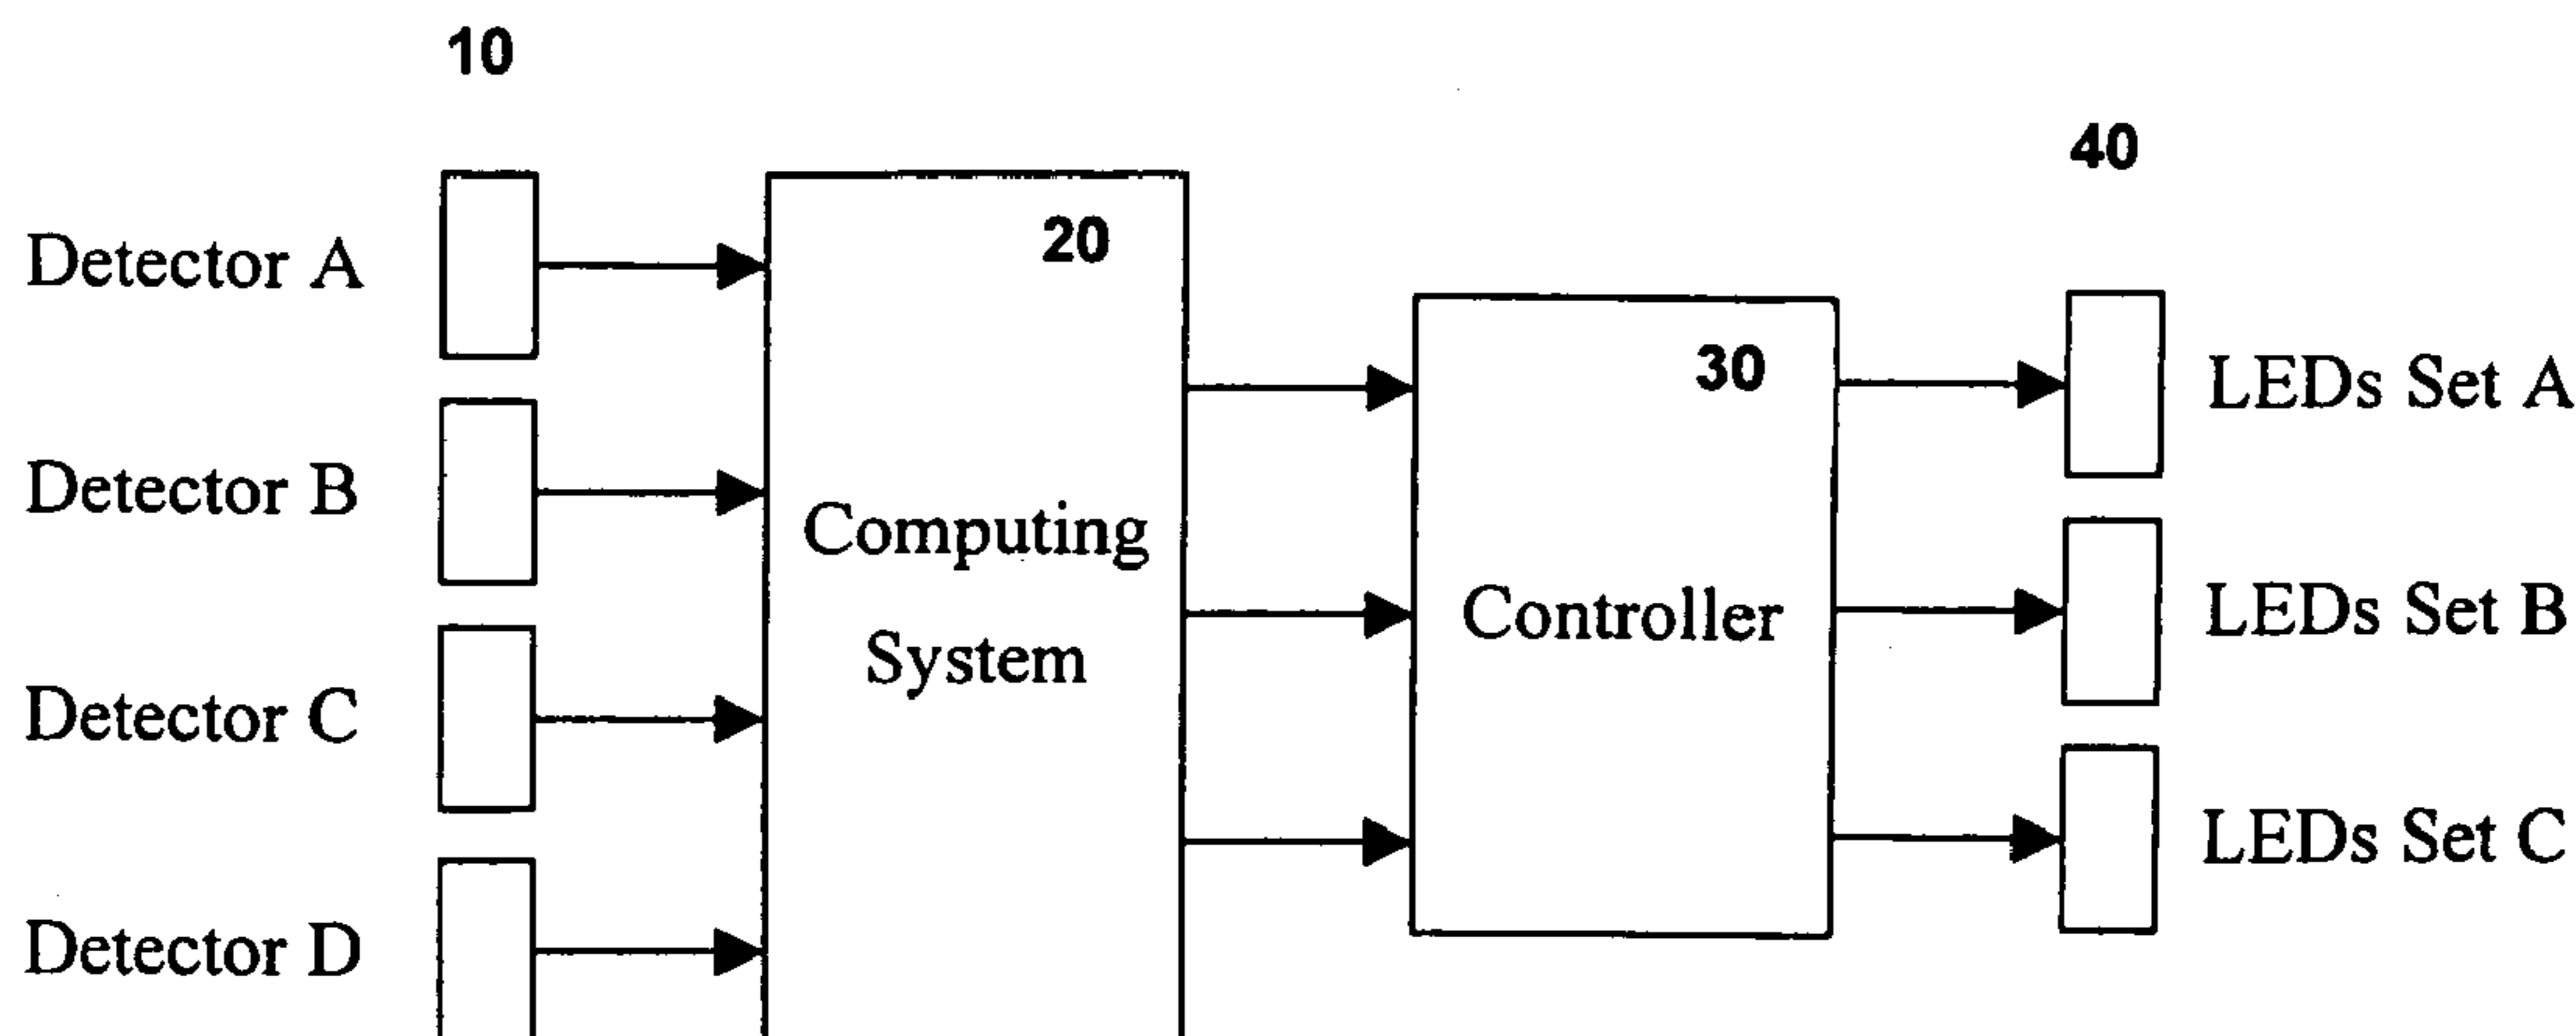 10
40
Detector A
20
30
LEDs Set A
Detector B
Computing
System
Controller
LEDs Set B
Detector C
LEDs Set C
Detector D